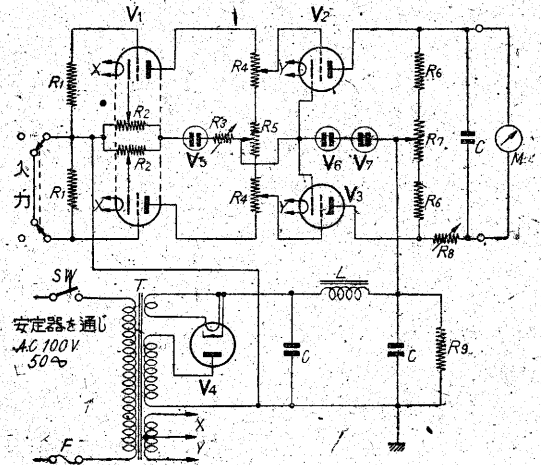 V1
V2
X
R1
R2
R2
R3
R4
R5
R4
V5
Y
V6
V7
R6
R7
R6
C
入力
R1
X
Y
V3
R8
SW
T.
L
安定器を通じ
A.C 100V
50∾
V4
C
C
R9
X
Y
F